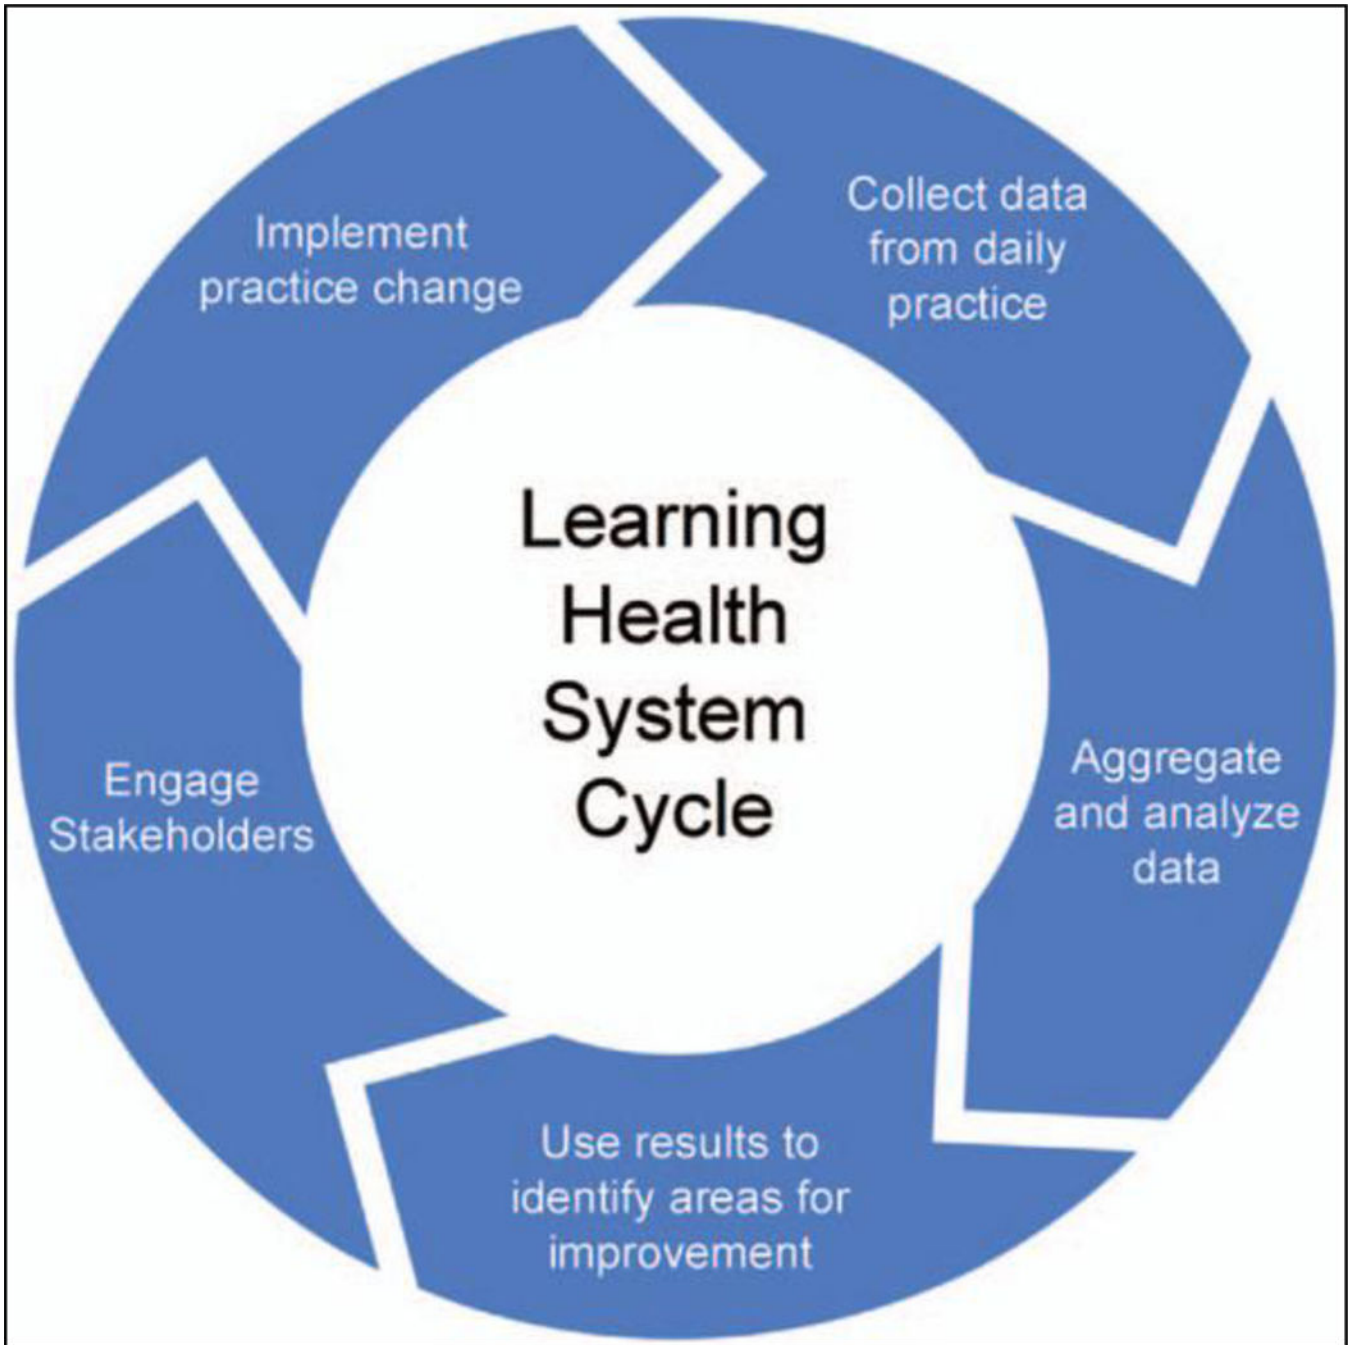 Learning
Health
System
Cycle
Collect data
from daily
practice
Aggregate
and analyze
data
Use results to
identify areas for
improvement
Engage
Stakeholders
Implement
practice change